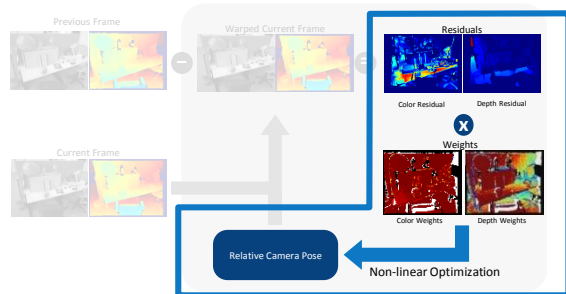 Previous Frame
Warped Current Frame
Residuals
−
=
Color Residual
Depth Residual
x
Current Frame
Weights
Color Weights
Depth Weights
Relative Camera Pose
Non-linear Optimization